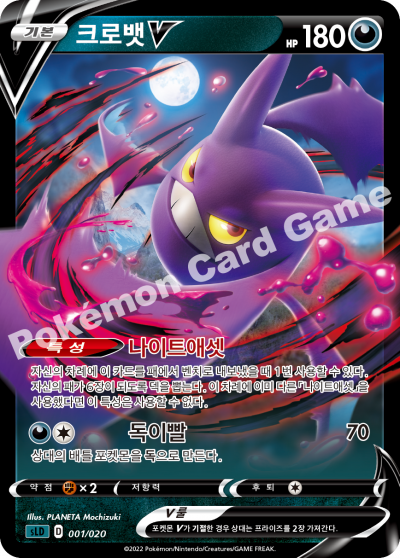 기본 크로뱃 V HP 180
Pokémon Card Game
특성 나이트애셋
자신의 차례에 이 카드를 패에서 벤치로 내보냈을 때 1번 사용할 수 있다.
자신의 패가 6장이 되도록 덱을 뽑는다. 이 차례에 이미 다른 「나이트애셋」을
사용했다면 이 특성은 사용할 수 없다.
독이빨 70
상대의 배틀 포켓몬을 독으로 만든다.
약점 ×2 저항력 후퇴
Illus. PLANETA Mochizuki
sLD D 001/020
V 룰
포켓몬 V가 기절한 경우 상대는 프라이즈를 2장 가져간다.
©2022 Pokémon/Nintendo/Creatures/GAME FREAK.